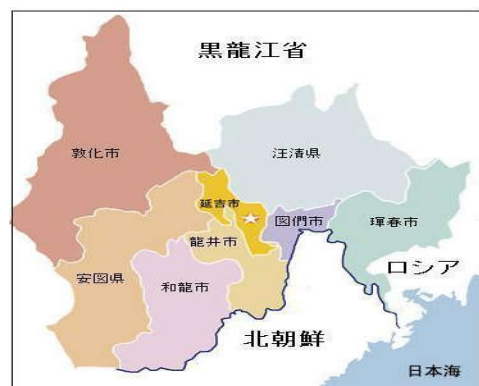 黒龍江省
敦化市
汪清県
延吉市
図們市
琿春市
龍井市
安図県
和龍市
ロシア
北朝鮮
日本海